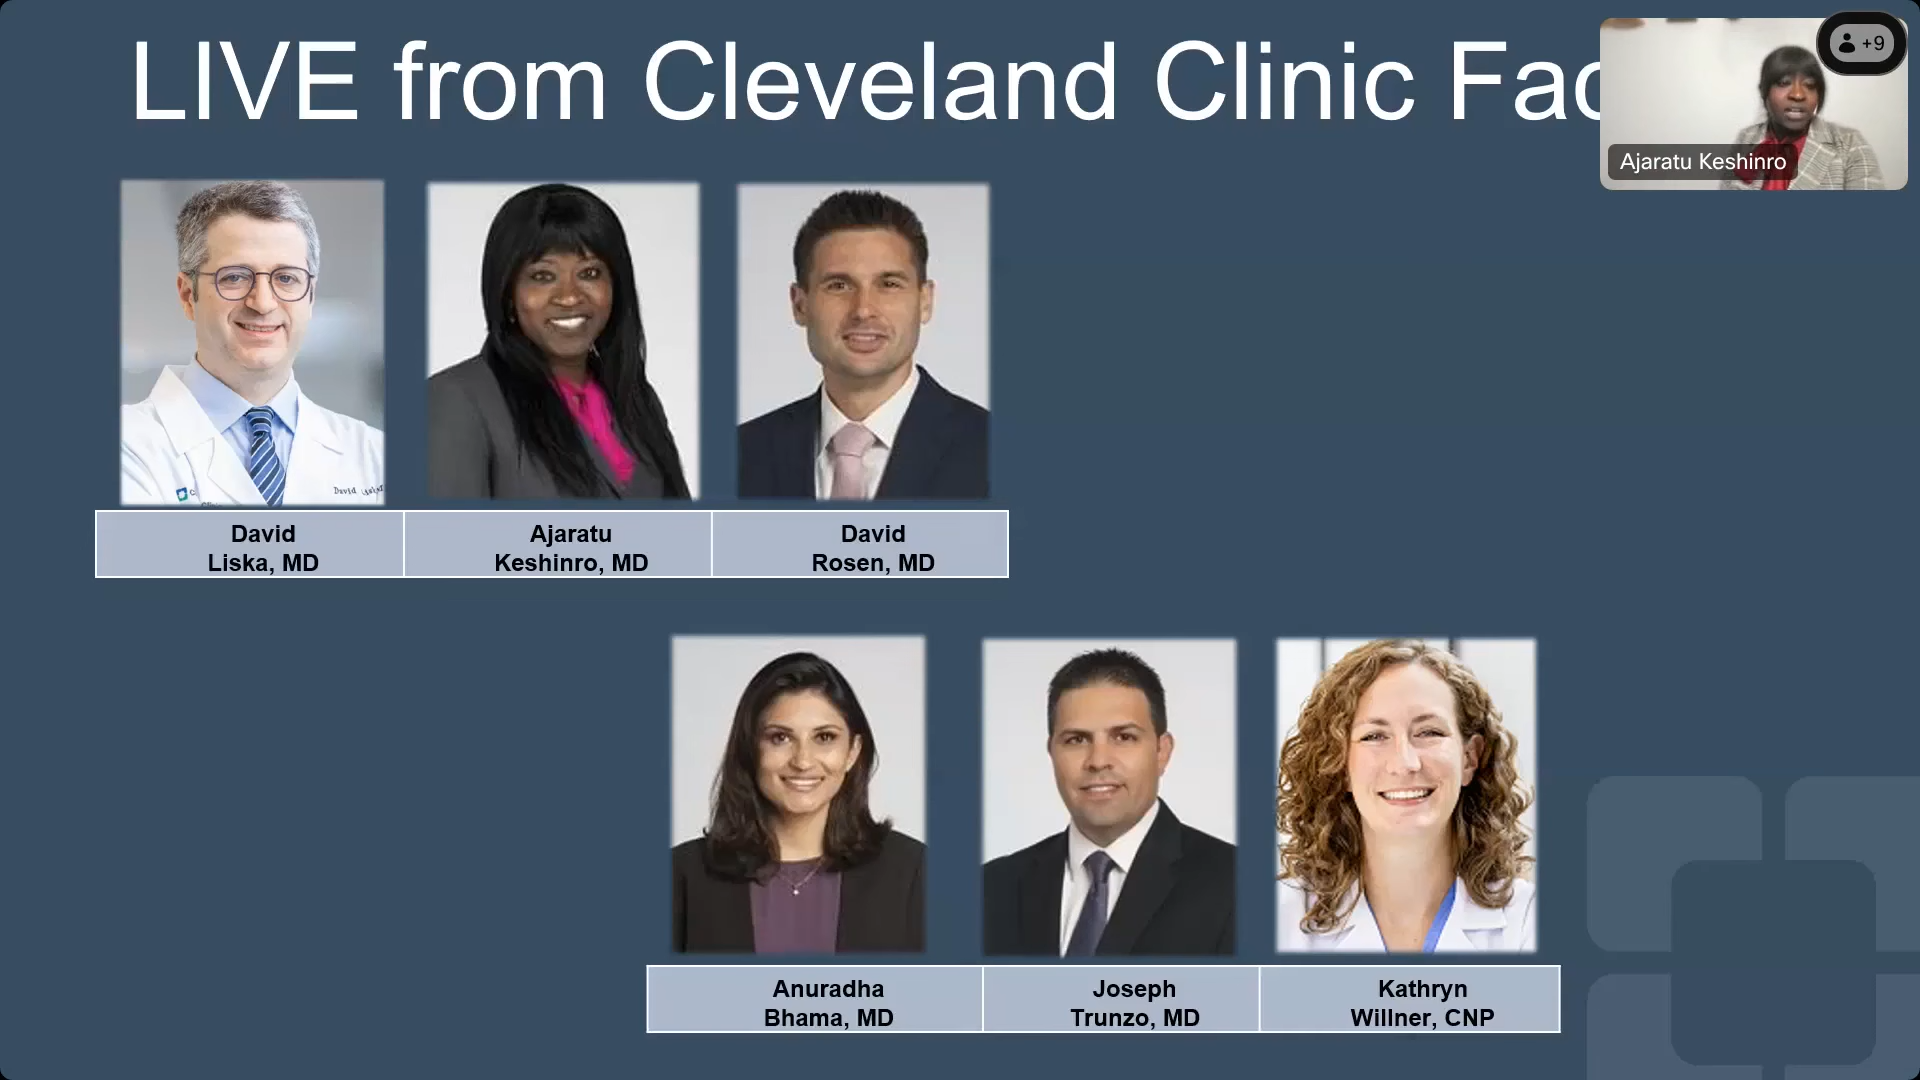 LIVE from Cleveland Clinic Fac
+9
Ajaratu Keshinro
David
Liska, MD
Ajaratu
Keshinro, MD
David
Rosen, MD
Anuradha
Bhama, MD
Joseph
Trunzo, MD
Kathryn
Willner, CNP